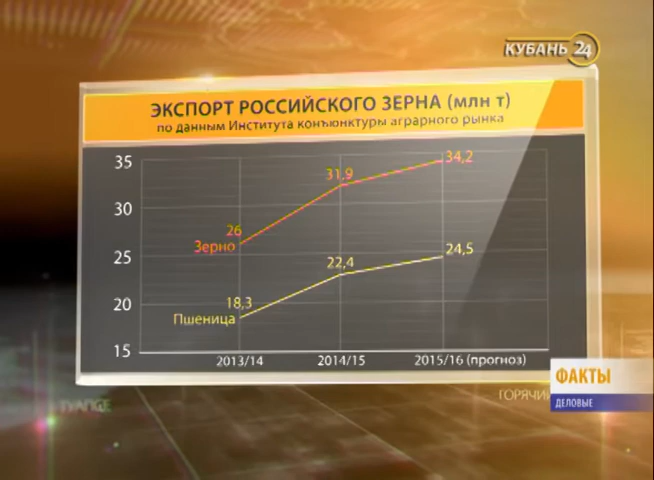 КУБАНЬ 24
ЭКСПОРТ РОССИЙСКОГО ЗЕРНА (млн т)
по данным Института конъюнктуры аграрного рынка
35
30
25
20
15
26
31,9
34,2
Зерно
18,3
22,4
24,5
Пшеница
2013/14
2014/15
2015/16 (прогноз)
ФАКТЫ
ДЕЛОВЫЕ